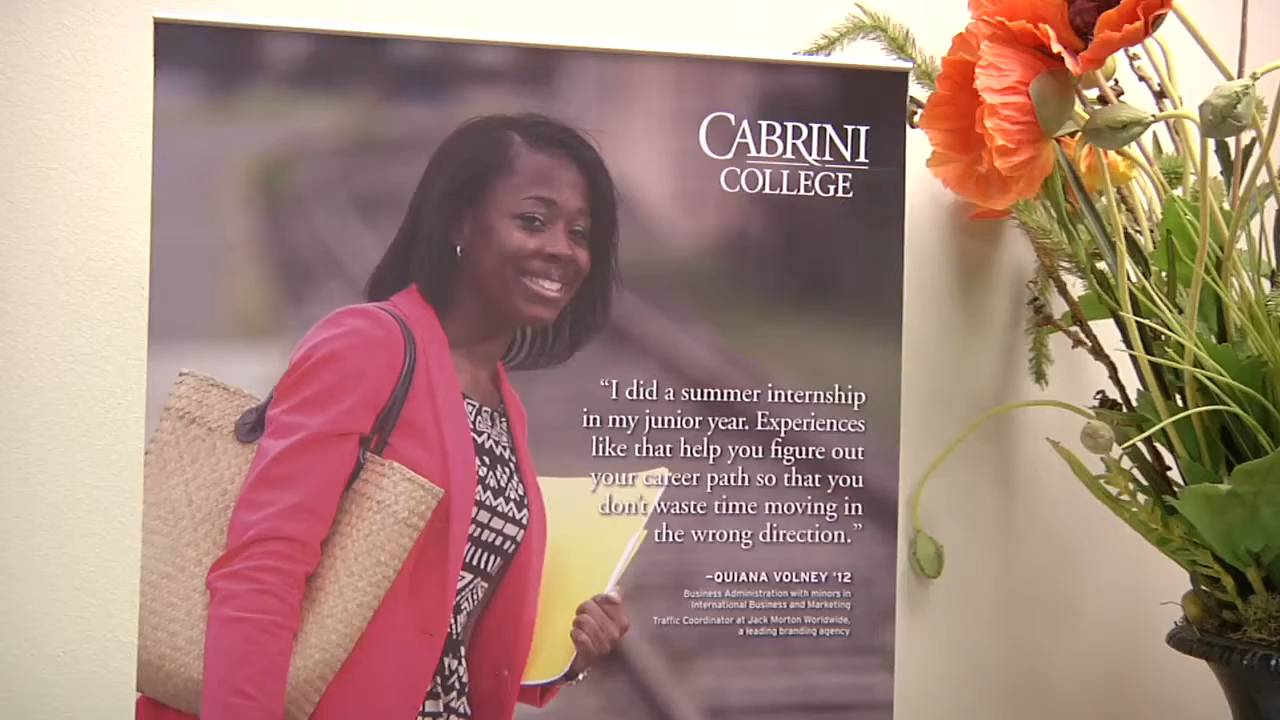 CABRINI
COLLEGE
“I did a summer internship
in my junior year. Experiences
like that help you figure out
your career path so that you
don't waste time moving in
the wrong direction.”
–QUIANA VOLNEY '12
Business Administration with minors in
International Business and Marketing
Traffic Coordinator at Jack Morton Worldwide,
a leading branding agency